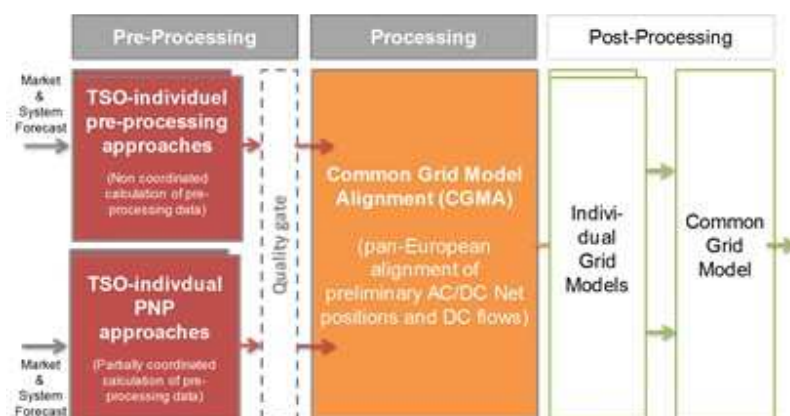 Pre-Processing
Processing
Post-Processing
Market
&
System
Forecast
TSO-individuel
pre-processing
approaches
(Non coordinated
calculation of pre-
processing data)
TSO-indivdual
PNP
approaches
(Partially coordinated
calculation of pre-
processing data)
Market
&
System
Forecast
Quality gate
Common Grid Model
Alignment (CGMA)
(pan-European
alignment of
preliminary AC/DC Net
positions and DC flows)
Indivi-
dual
Grid
Models
Common
Grid
Model